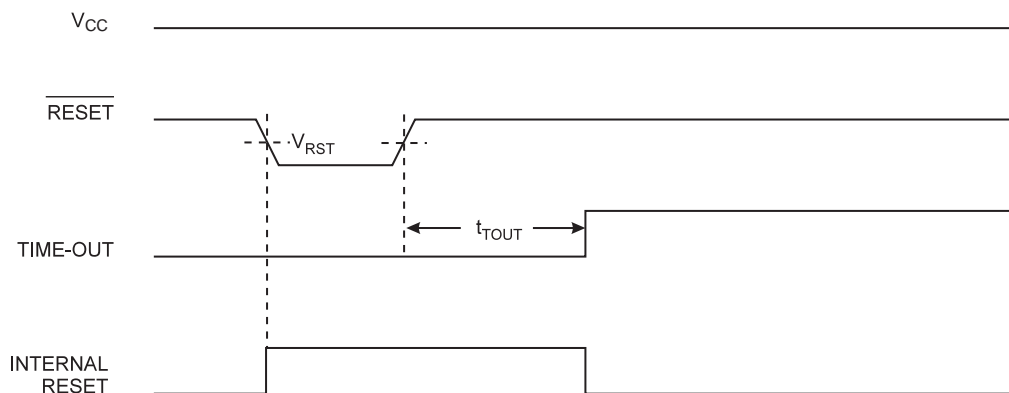 VCC
RESET
VRST
tTOUT
TIME-OUT
INTERNAL
RESET